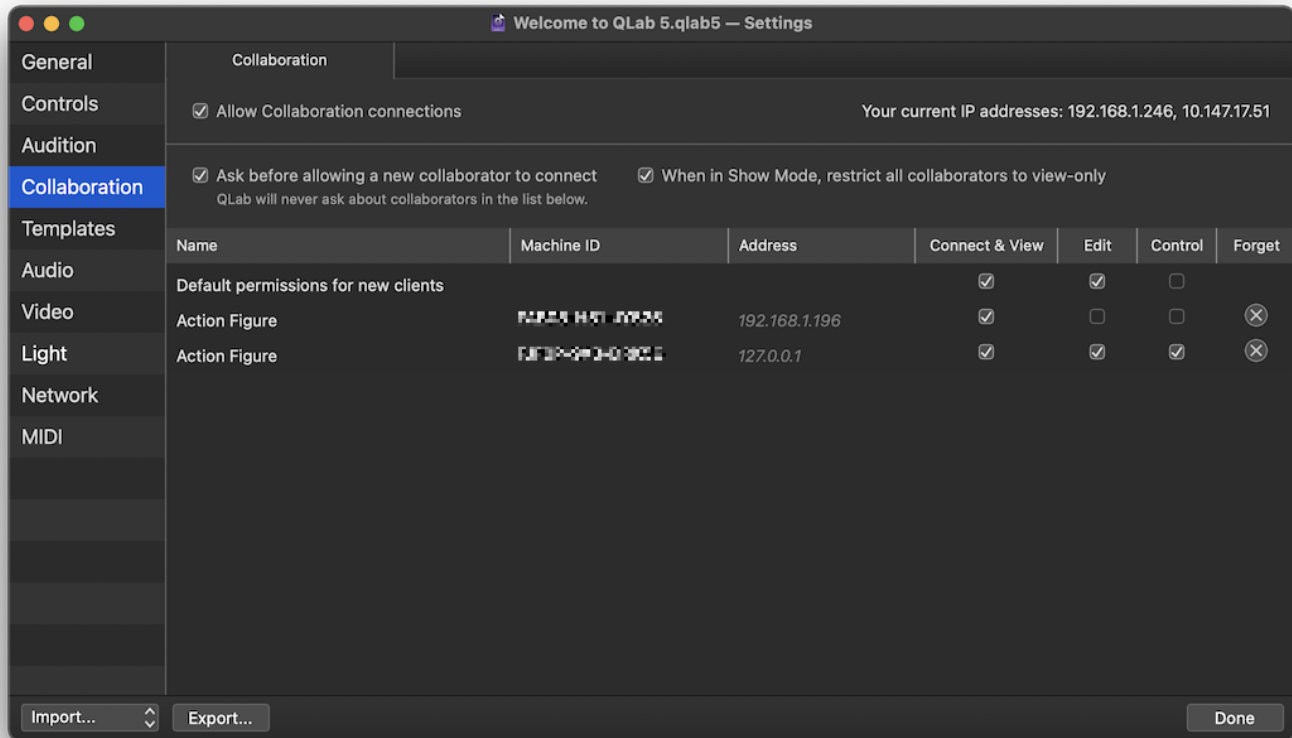 Welcome to QLab 5.qlab5 — Settings
General
Controls
Audition
Collaboration
Templates
Audio
Video
Light
Network
MIDI
Collaboration
Allow Collaboration connections
Your current IP addresses: 192.168.1.246, 10.147.17.51
Ask before allowing a new collaborator to connect
QLab will never ask about collaborators in the list below.
When in Show Mode, restrict all collaborators to view-only
Name Machine ID Address Connect & View Edit Control Forget
Default permissions for new clients
Action Figure 192.168.1.196
Action Figure 127.0.0.1
Import... Export... Done